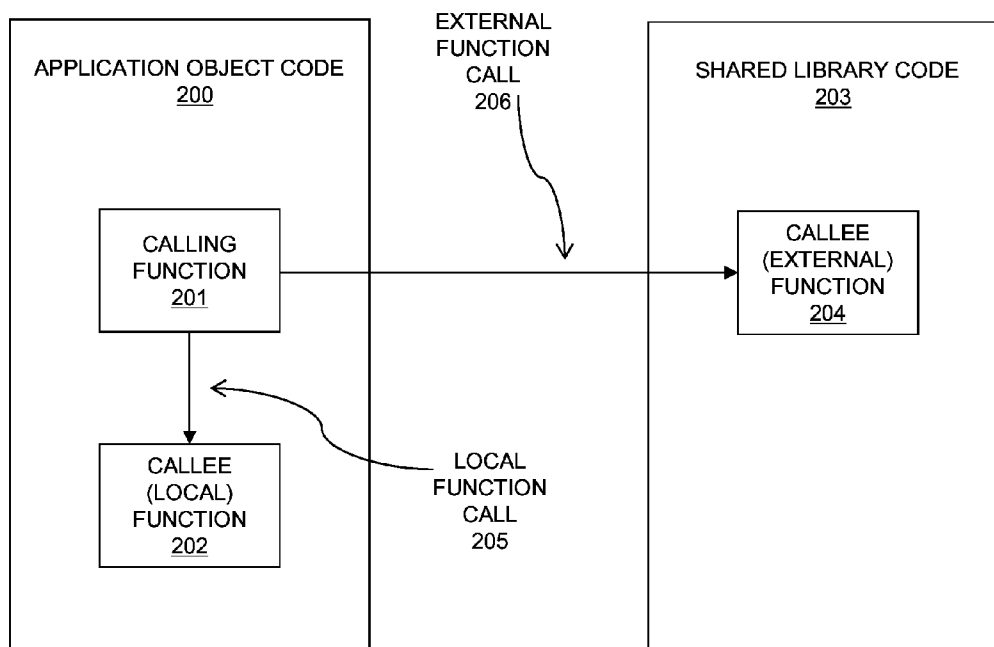 APPLICATION OBJECT CODE
200
EXTERNAL
FUNCTION
CALL
206
SHARED LIBRARY CODE
203
CALLING
FUNCTION
201
CALLEE
(EXTERNAL)
FUNCTION
204
CALLEE
(LOCAL)
FUNCTION
202
LOCAL
FUNCTION
CALL
205